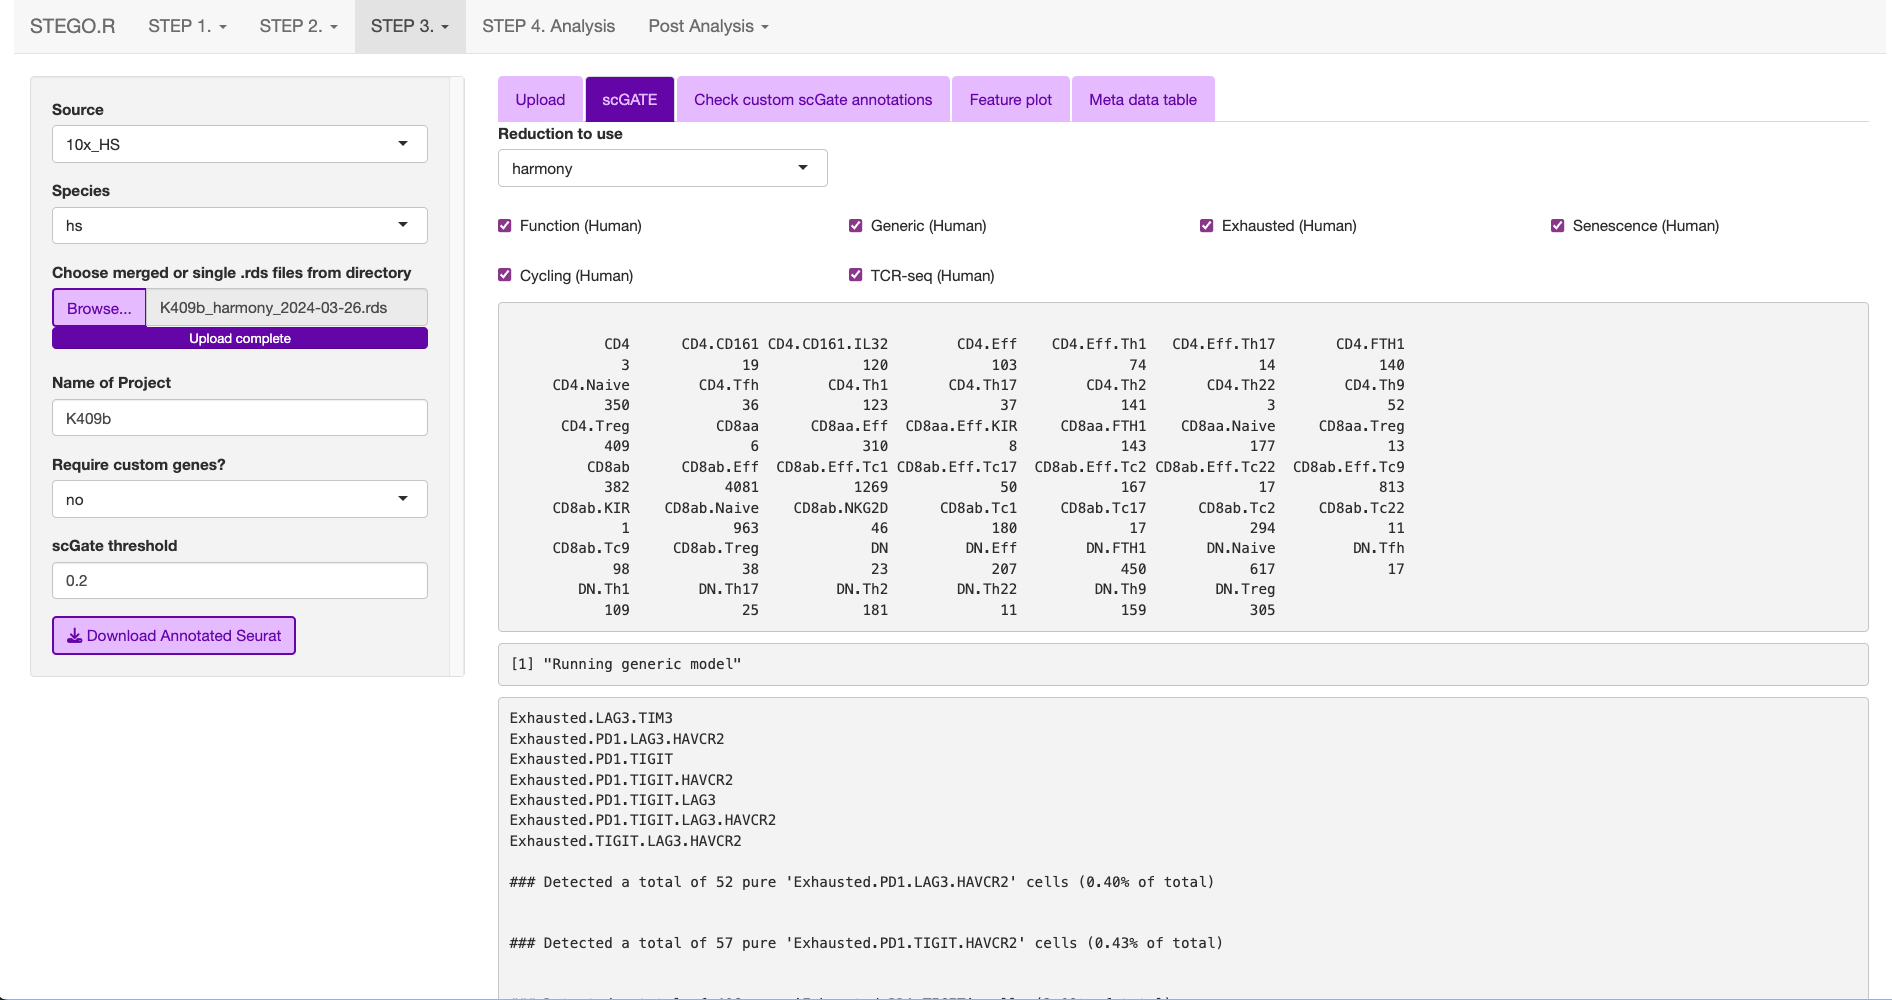 STEGO.R STEP 1. STEP 2. STEP 3. STEP 4. Analysis Post Analysis
Source
10x_HS
Species
hs
Choose merged or single .rds files from directory
Browse... K409b_harmony_2024-03-26.rds
Upload complete
Name of Project
K409b
Require custom genes?
no
scGate threshold
0.2
Download Annotated Seurat
Upload scGATE Check custom scGate annotations Feature plot Meta data table
Reduction to use
harmony
Function (Human) Generic (Human) Exhausted (Human) Senescence (Human)
Cycling (Human) TCR-seq (Human)
CD4 CD4.CD161 CD4.CD161.IL32 CD4.Eff CD4.Eff.Th1 CD4.Eff.Th17 CD4.FTH1
3 19 120 103 74 14 140
CD4.Naive CD4.Tfh CD4.Th1 CD4.Th17 CD4.Th2 CD4.Th22 CD4.Th9
350 36 123 37 141 3 52
CD4.Treg CD8aa CD8aa.Eff CD8aa.Eff.KIR CD8aa.FTH1 CD8aa.Naive CD8aa.Treg
409 6 310 8 143 177 13
CD8ab CD8ab.Eff CD8ab.Eff.Tc1 CD8ab.Eff.Tc17 CD8ab.Eff.Tc2 CD8ab.Eff.Tc22 CD8ab.Eff.Tc9
382 4081 1269 50 167 17 813
CD8ab.KIR CD8ab.Naive CD8ab.NKG2D CD8ab.Tc1 CD8ab.Tc17 CD8ab.Tc2 CD8ab.Tc22
1 963 46 180 17 294 11
CD8ab.Tc9 CD8ab.Treg DN DN.Eff DN.FTH1 DN.Naive DN.Tfh
98 38 23 207 450 617 17
DN.Th1 DN.Th17 DN.Th2 DN.Th22 DN.Th9 DN.Treg
109 25 181 11 159 305
[1] "Running generic model"
Exhausted.LAG3.TIM3
Exhausted.PD1.LAG3.HAVCR2
Exhausted.PD1.TIGIT
Exhausted.PD1.TIGIT.HAVCR2
Exhausted.PD1.TIGIT.LAG3
Exhausted.PD1.TIGIT.LAG3.HAVCR2
Exhausted.TIGIT.LAG3.HAVCR2
### Detected a total of 52 pure 'Exhausted.PD1.LAG3.HAVCR2' cells (0.40% of total)
### Detected a total of 57 pure 'Exhausted.PD1.TIGIT.HAVCR2' cells (0.43% of total)